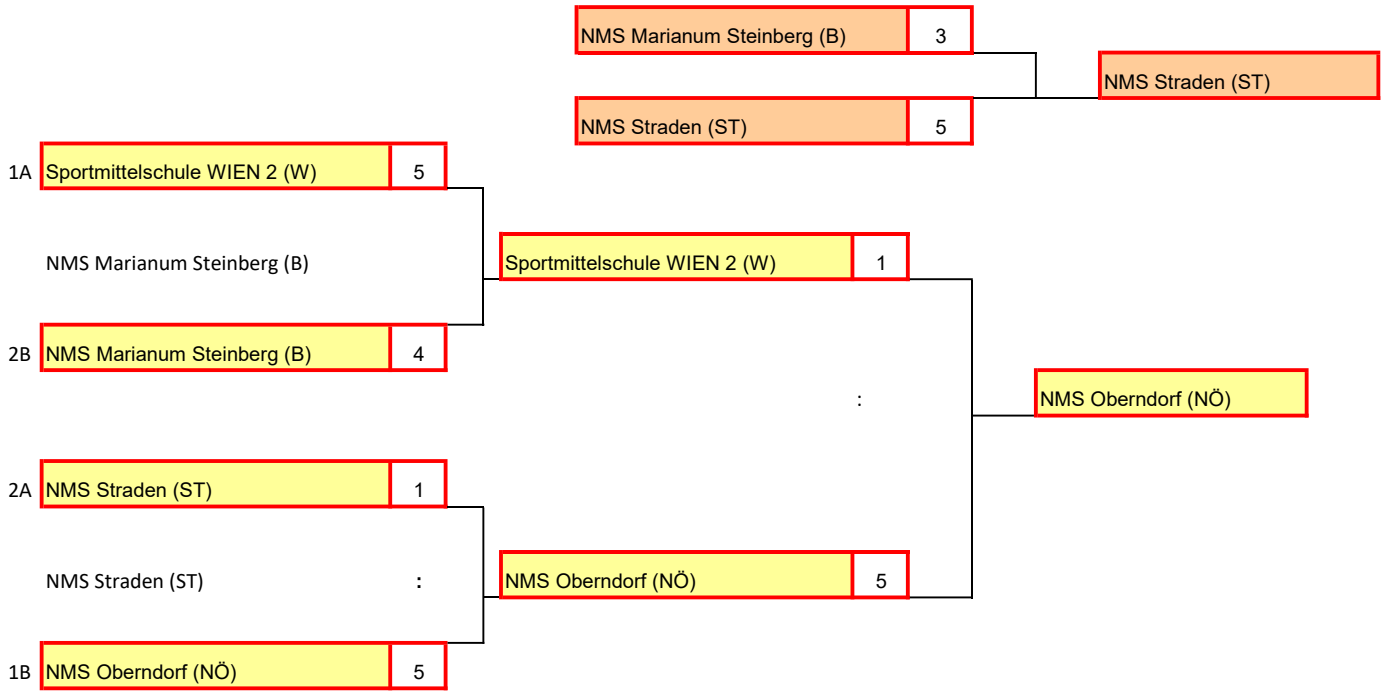 NMS Marianum Steinberg (B) 3
NMS Straden (ST)
NMS Straden (ST) 5
1A Sportmittelschule WIEN 2 (W) 5
NMS Marianum Steinberg (B)
Sportmittelschule WIEN 2 (W) 1
2B NMS Marianum Steinberg (B) 4
:
NMS Oberndorf (NÖ)
2A NMS Straden (ST) 1
NMS Straden (ST) :
NMS Oberndorf (NÖ) 5
1B NMS Oberndorf (NÖ) 5